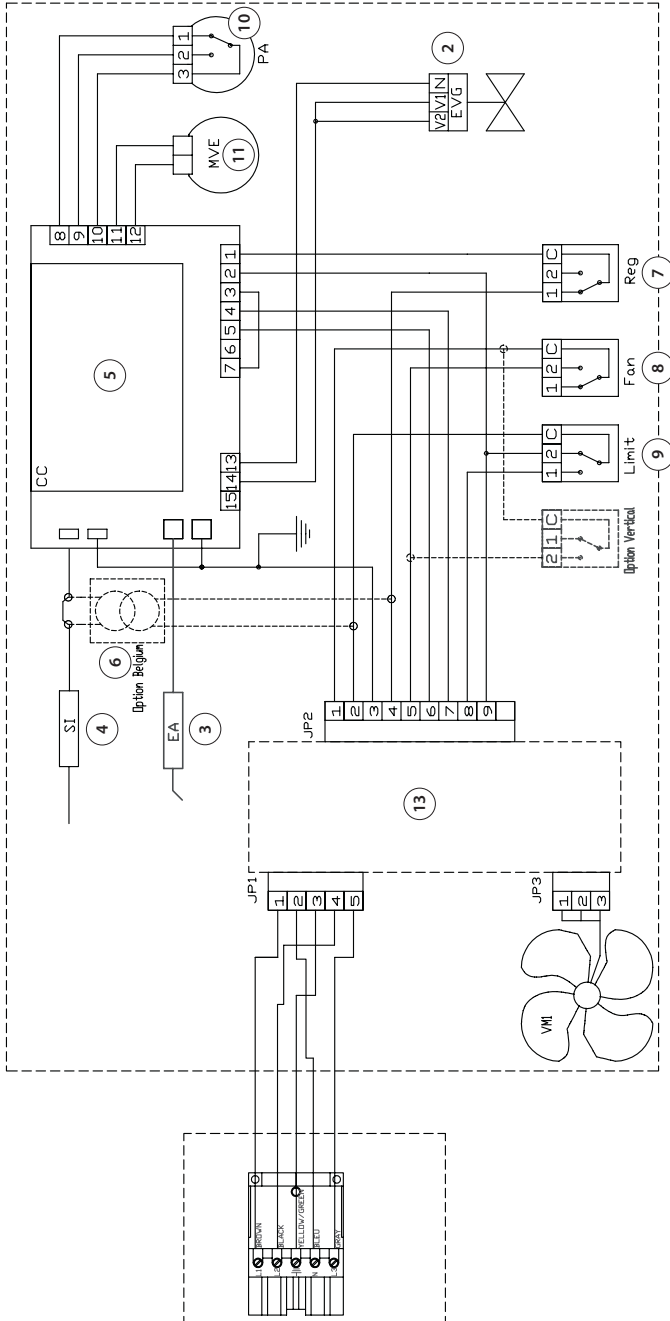 10
PA
1
2
3
2
N
V1
V2
EVG
11
MVE
8
9
10
11
12
CC
5
1
2
3
4
5
6
7
13
14
15
C
2
1
Reg
7
C
2
1
Fan
8
C
2
1
Limit
9
C
1
2
Option Vertical
6
Option Belgium
SI
4
EA
3
JP2
1
2
3
4
5
6
7
8
9
13
JP1
1
2
3
4
5
JP3
1
2
3
VM1
L1
BROWN
L2
BLACK
YELLOW/GREEN
N
BLEU
L3
GRAY